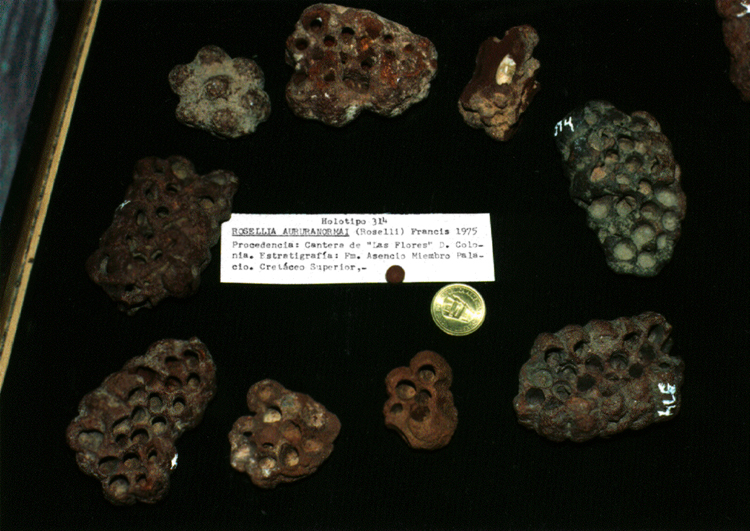 Holotipo 314
ROSELLIA AURURANORMAI (Roselli) Francis 1975
Procedencia: Cantera de "Las Flores" D. Colo-
nia. Estratigrafía: Fm. Asencio Miembro Pala-
cio. Cretáceo Superior,-
314